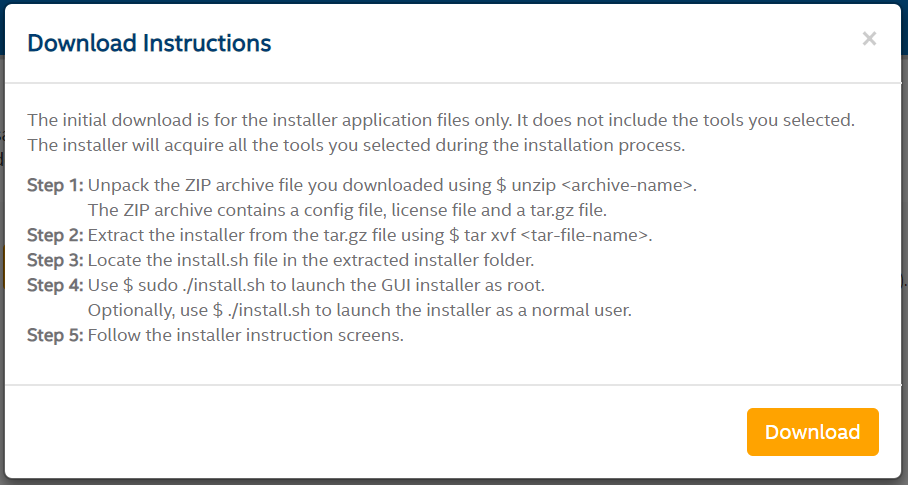 Download Instructions
×
The initial download is for the installer application files only. It does not include the tools you selected.
The installer will acquire all the tools you selected during the installation process.
Step 1: Unpack the ZIP archive file you downloaded using $ unzip <archive-name>.
The ZIP archive contains a config file, license file and a tar.gz file.
Step 2: Extract the installer from the tar.gz file using $ tar xvf <tar-file-name>.
Step 3: Locate the install.sh file in the extracted installer folder.
Step 4: Use $ sudo ./install.sh to launch the GUI installer as root.
Optionally, use $ ./install.sh to launch the installer as a normal user.
Step 5: Follow the installer instruction screens.
Download